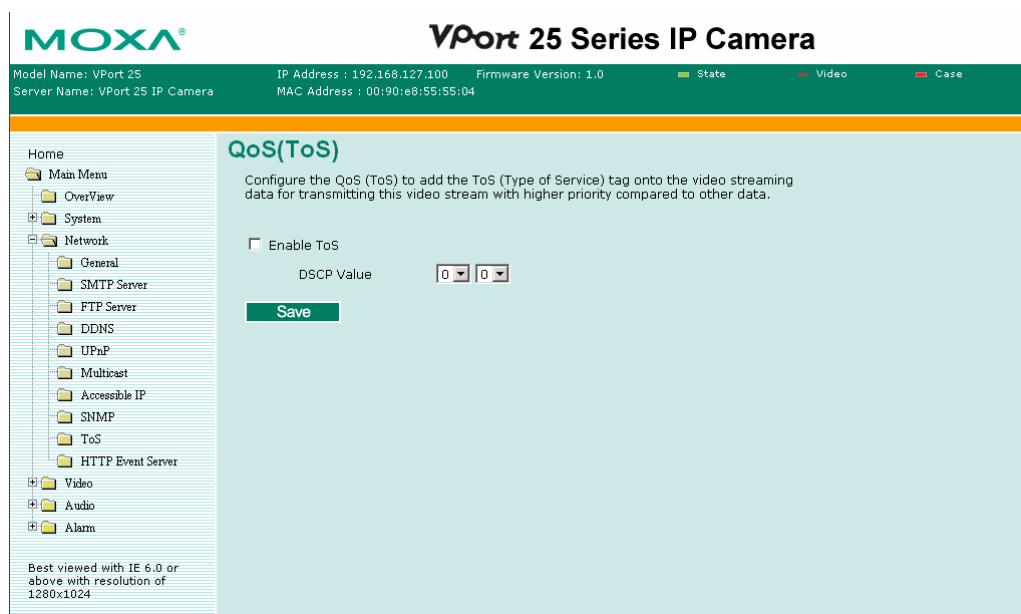 MOXA®
VPort 25 Series IP Camera
Model Name: VPort 25
IP Address : 192.168.127.100
Firmware Version: 1.0
State
Video
Case
Server Name: VPort 25 IP Camera
MAC Address : 00:90:e8:55:55:04
Home
Main Menu
OverView
System
Network
General
SMTP Server
FTP Server
DDNS
UPnP
Multicast
Accessible IP
SNMP
ToS
HTTP Event Server
Video
Audio
Alarm
Best viewed with IE 6.0 or
above with resolution of
1280x1024
QoS(ToS)
Configure the QoS (ToS) to add the ToS (Type of Service) tag onto the video streaming
data for transmitting this video stream with higher priority compared to other data.
Enable ToS
DSCP Value 0 0
Save